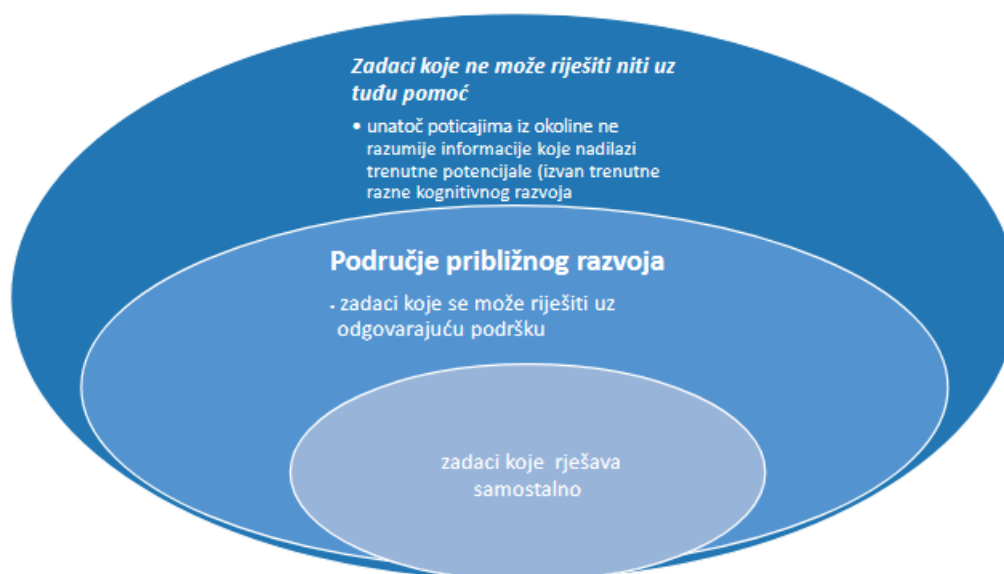 Zadaci koje ne može riješiti niti uz
tuđu pomoć
• unatoč poticajima iz okoline ne
razumije informacije koje nadilazi
trenutne potencijale (izvan trenutne
razne kognitivnog razvoja
Područje približnog razvoja
• zadaci koje se može riješiti uz
odgovarajuću podršku
zadaci koje rješava
samostalno